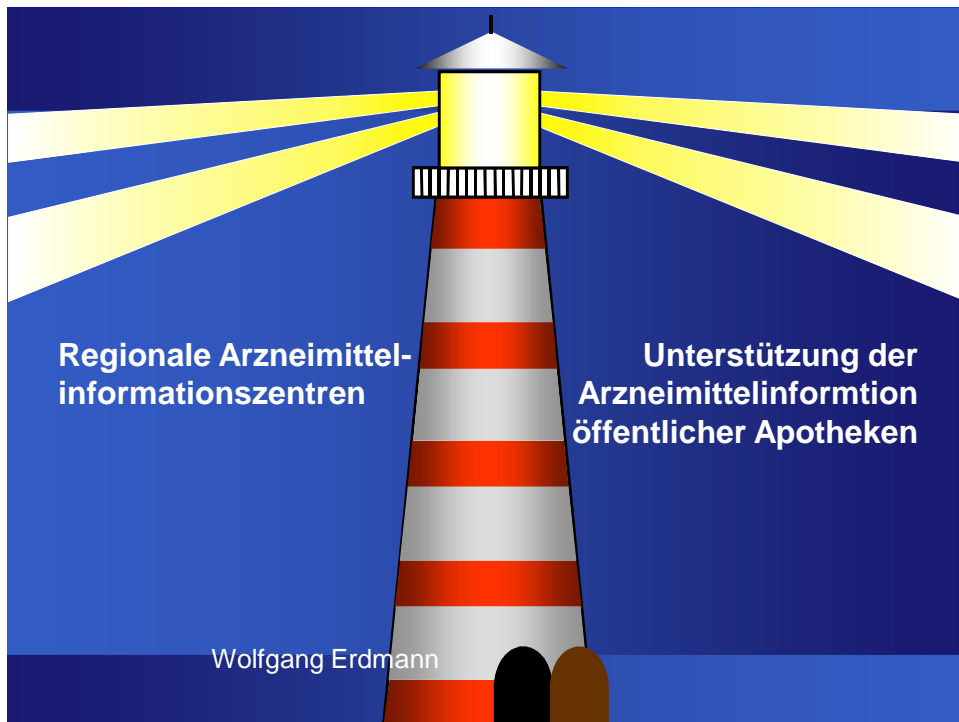 Regionale Arzneimittel-
informationszentren
Unterstützung der
Arzneimittelinformtion
öffentlicher Apotheken
Wolfgang Erdmann